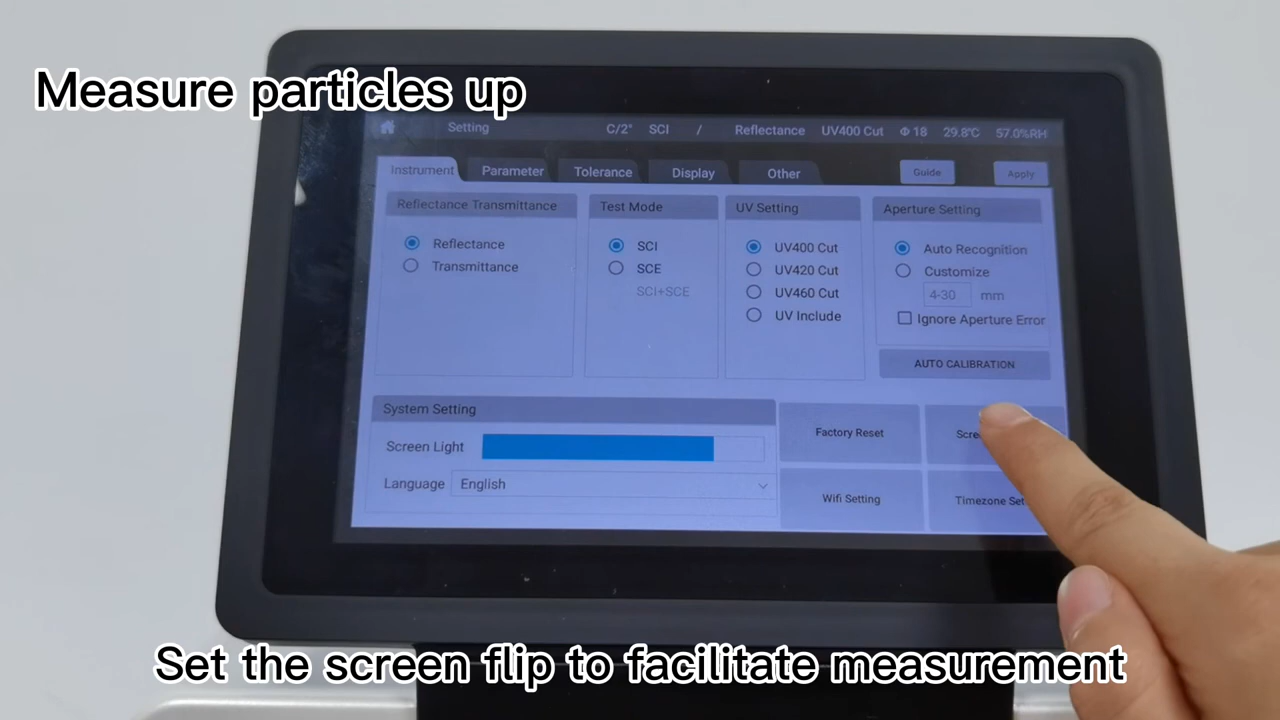 Measure particles up
Setting C/2° SCI / Reflectance UV400 Cut Φ 18 29.8℃ 57.0%RH
Instrument Parameter Tolerance Display Other Guide Apply
Reflectance Transmittance
Reflectance
Transmittance
Test Mode
SCI
SCE
SCI+SCE
UV Setting
UV400 Cut
UV420 Cut
UV460 Cut
UV Include
Aperture Setting
Auto Recognition
Customize
4-30 mm
Ignore Aperture Error
AUTO CALIBRATION
System Setting
Screen Light
Language English
Factory Reset
Wifi Setting
Timezone
Set the screen flip to facilitate measurement